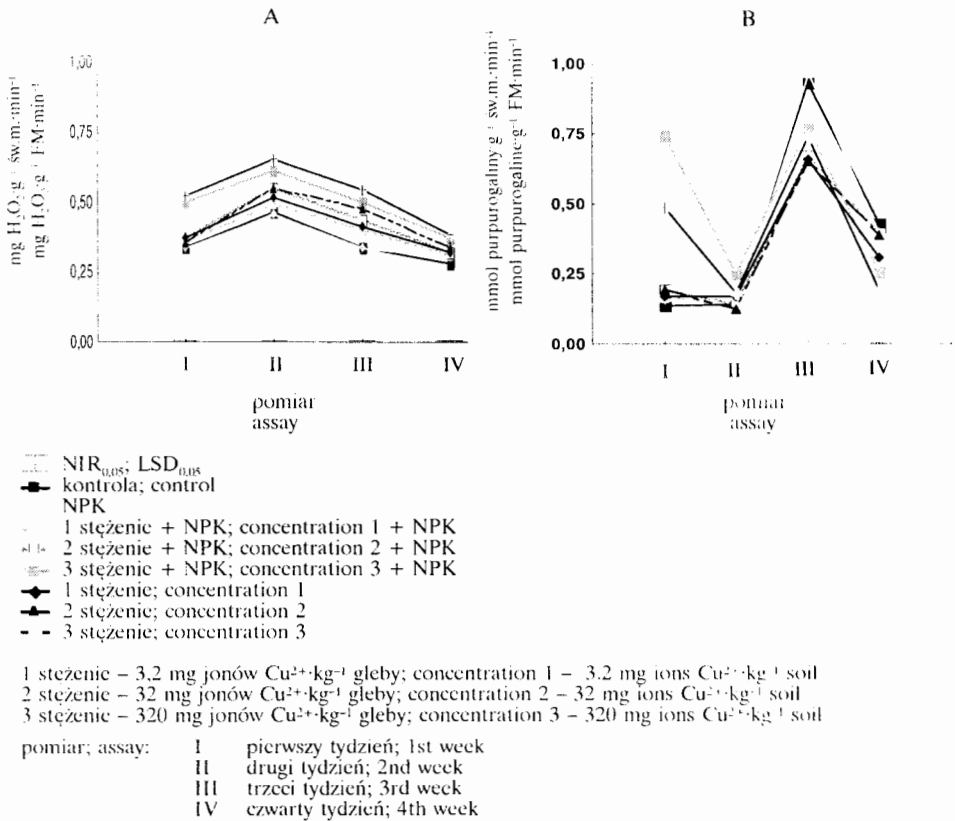 A
mg H₂O₂·g⁻¹ św.m.·min⁻¹
mg H₂O₂·g⁻¹ FM·min⁻¹
1,00
0,75
0,50
0,25
0,00
I II III IV
pomiar
assay
B
mmol purpurogaliny·g⁻¹ św.m.·min⁻¹
mmol purpurogaline·g⁻¹ FM·min⁻¹
1,00
0,75
0,50
0,25
0,00
I II III IV
pomiar
assay
NIR₀,₀₅; LSD₀,₀₅
kontrola; control
NPK
1 stężenie + NPK; concentration 1 + NPK
2 stężenie + NPK; concentration 2 + NPK
3 stężenie + NPK; concentration 3 + NPK
1 stężenie; concentration 1
2 stężenie; concentration 2
3 stężenie; concentration 3
1 stężenie – 3,2 mg jonów Cu²⁺·kg⁻¹ gleby; concentration 1 – 3.2 mg ions Cu²⁺·kg⁻¹ soil
2 stężenie – 32 mg jonów Cu²⁺·kg⁻¹ gleby; concentration 2 – 32 mg ions Cu²⁺·kg⁻¹ soil
3 stężenie – 320 mg jonów Cu²⁺·kg⁻¹ gleby; concentration 3 – 320 mg ions Cu²⁺·kg⁻¹ soil
pomiar; assay: I pierwszy tydzień; 1st week
II drugi tydzień; 2nd week
III trzeci tydzień; 3rd week
IV czwarty tydzień; 4th week